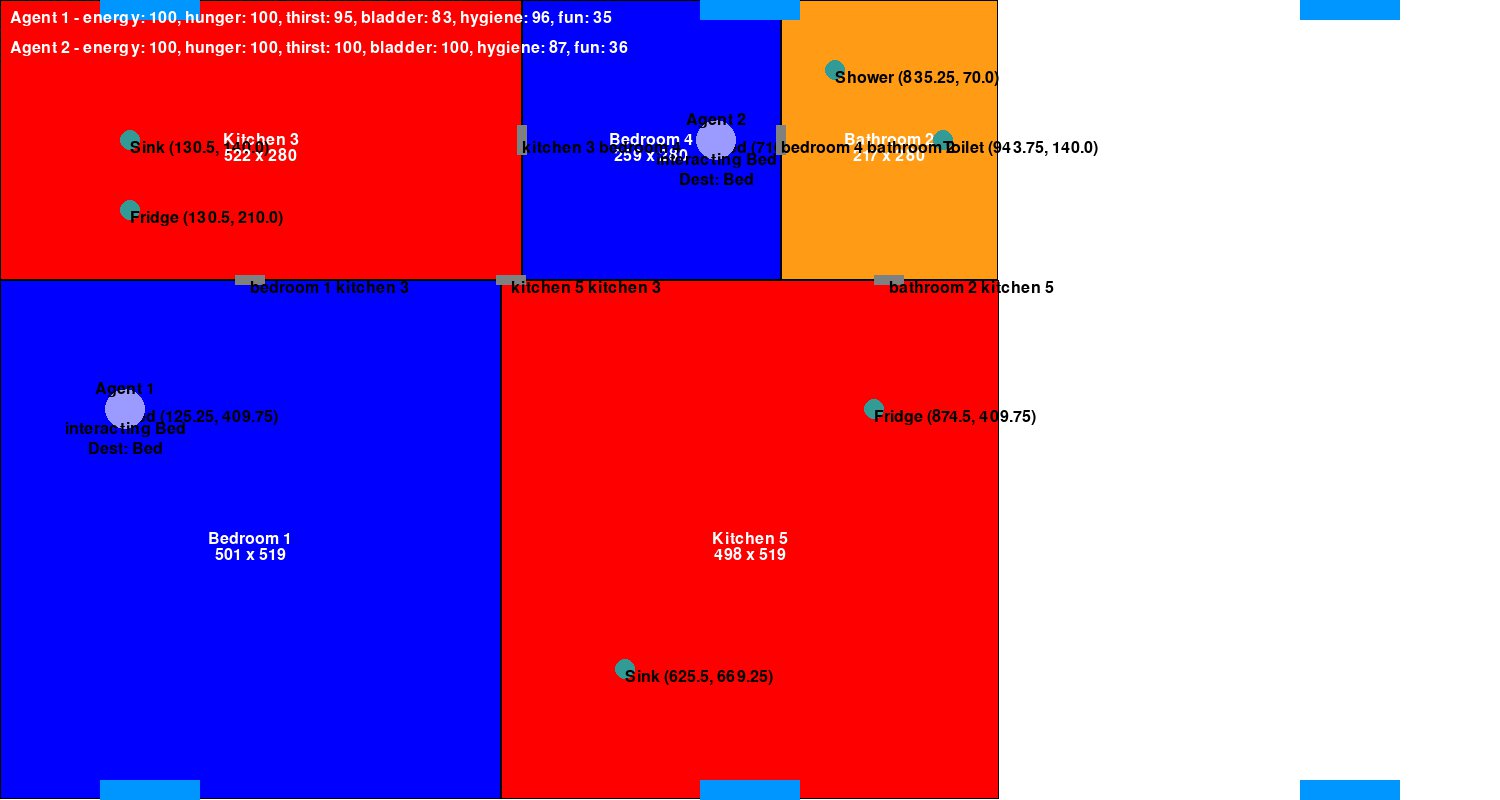 Agent 1 - energy: 100, hunger: 100, thirst: 95, bladder: 83, hygiene: 96, fun: 35
Agent 2 - energy: 100, hunger: 100, thirst: 100, bladder: 100, hygiene: 87, fun: 36
Shower (835.25, 70.0)
Agent 2
Kitchen 3
522 x 280
Sink (130.5,
Bedroom 4
259 x 280
kitchen 3
bedroom 4 bathroom 2
Bathroom 2
217 x 280
Toilet (943.75, 140.0)
interacting Bed
Dest: Bed
Fridge (130.5, 210.0)
bedroom 1 kitchen 3
kitchen 5 kitchen 3
bathroom 2 kitchen 5
Agent 1
(125.25, 409.75)
interacting Bed
Dest: Bed
Fridge (874.5, 409.75)
Bedroom 1
501 x 519
Kitchen 5
498 x 519
Sink (625.5, 669.25)